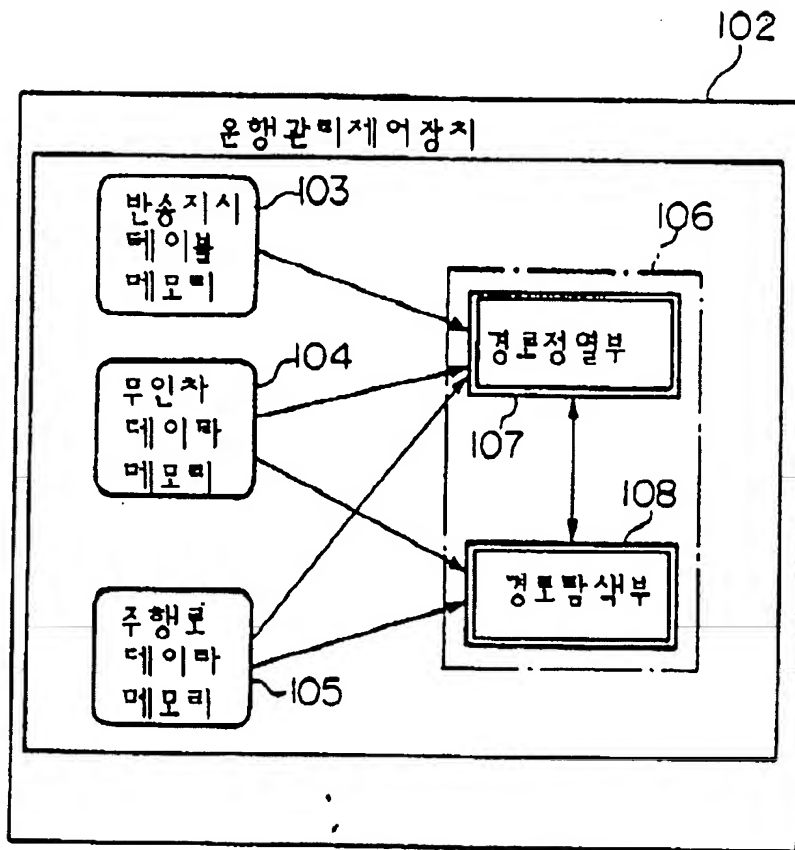 102
운행관리제어장치
반송지시
테이블
메모리
103
무인차
데이타
메모리
104
주행로
데이타
메모리
105
106
경로정열부
107
108
경로탐색부